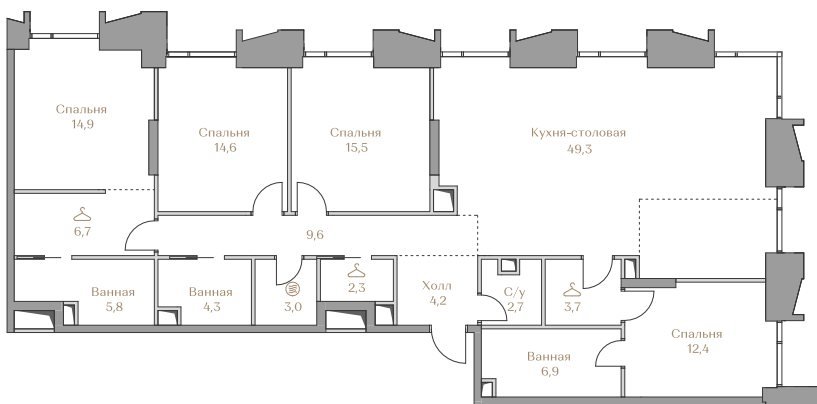 Спальня
14,9
Спальня
14,6
Спальня
15,5
Кухня-столовая
49,3
6,7
9,6
Ванная
5,8
Ванная
4,3
3,0
2,3
Холл
4,2
С/у
2,7
3,7
Спальня
12,4
Ванная
6,9